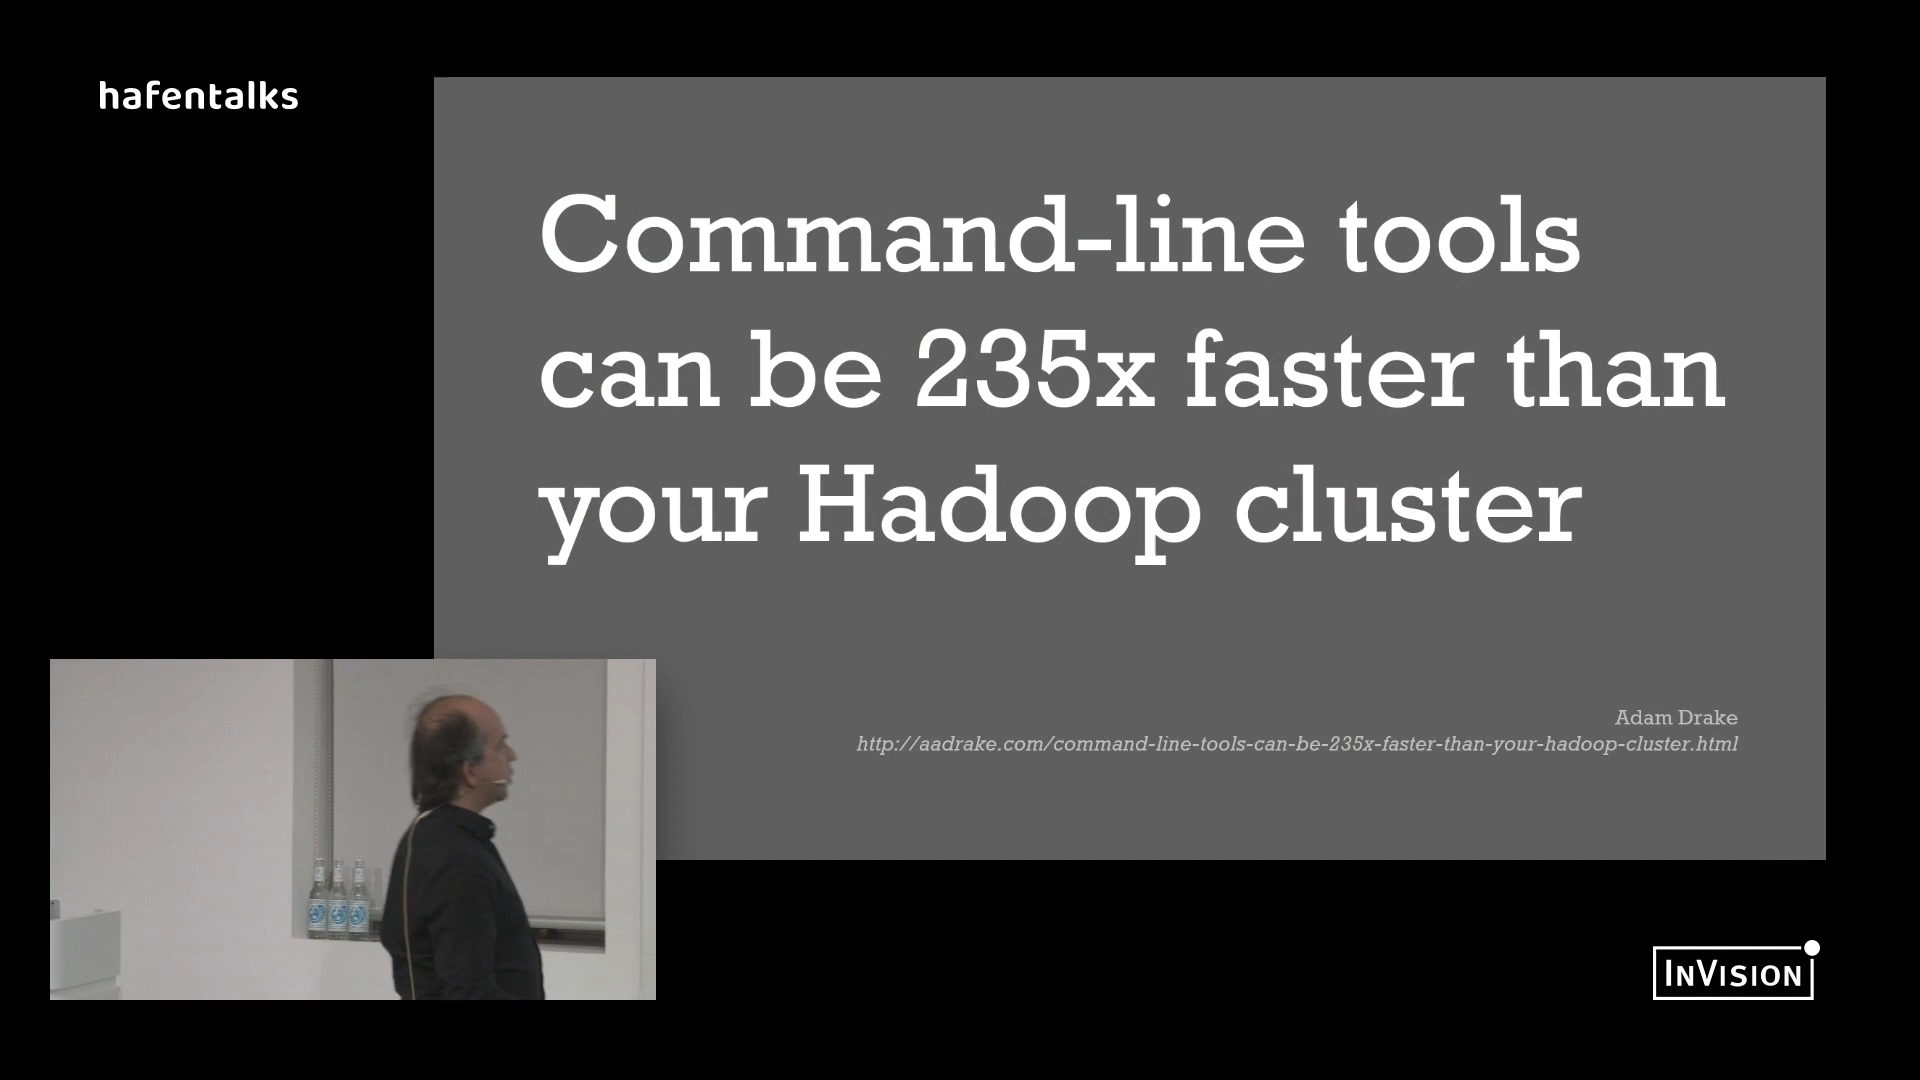 hafentalks
Command-line tools
can be 235x faster than
your Hadoop cluster
Adam Drake
http://aadrake.com/command-line-tools-can-be-235x-faster-than-your-hadoop-cluster.html
INVISION